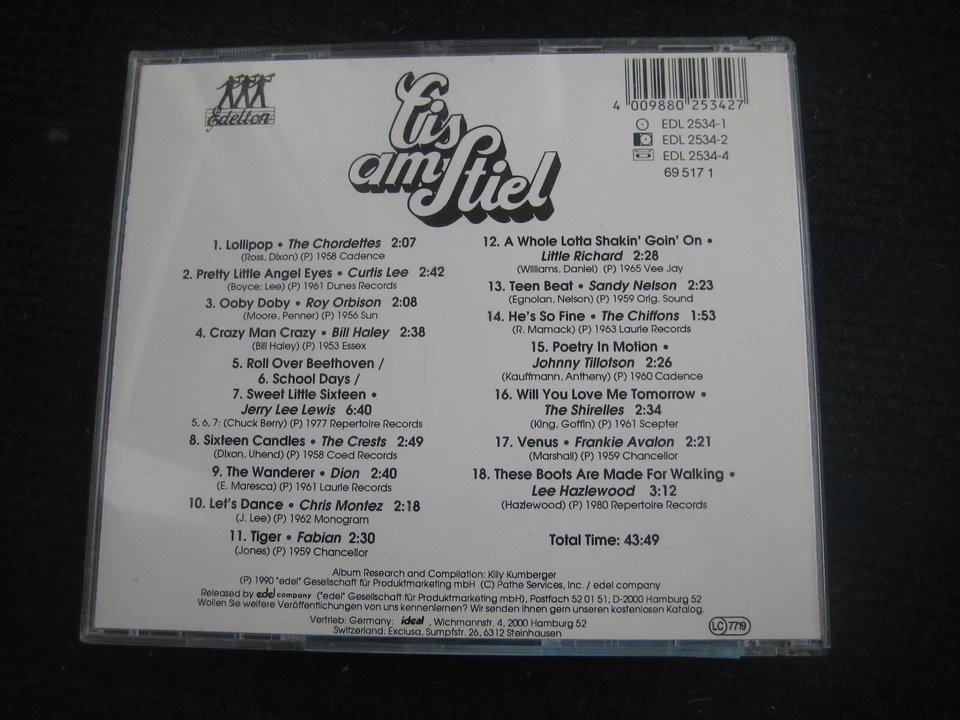 Edelton
Eis
am Stiel
4 009880 253427
EDL 2534-1
EDL 2534-2
EDL 2534-4
69 517 1
1. Lollipop • The Chordettes 2:07
(Ross, Dixon) (P) 1958 Cadence
2. Pretty Little Angel Eyes • Curtis Lee 2:42
(Boyce; Lee) (P) 1961 Dunes Records
3. Ooby Doby • Roy Orbison 2:08
(Moore, Penner) (P) 1956 Sun
4. Crazy Man Crazy • Bill Haley 2:38
(Bill Haley) (P) 1953 Essex
5. Roll Over Beethoven /
6. School Days /
7. Sweet Little Sixteen •
Jerry Lee Lewis 6:40
5, 6, 7: (Chuck Berry) (P) 1977 Repertoire Records
8. Sixteen Candles • The Crests 2:49
(Dixon, Uhend) (P) 1958 Coed Records
9. The Wanderer • Dion 2:40
(E. Maresca) (P) 1961 Laurie Records
10. Let's Dance • Chris Montez 2:18
(J. Lee) (P) 1962 Monogram
11. Tiger • Fabian 2:30
(Jones) (P) 1959 Chancellor
12. A Whole Lotta Shakin' Goin' On •
Little Richard 2:28
(Williams, Daniel) (P) 1965 Vee Jay
13. Teen Beat • Sandy Nelson 2:23
(Egnolan, Nelson) (P) 1959 Orig. Sound
14. He's So Fine • The Chiffons 1:53
(R. Mamack) (P) 1963 Laurie Records
15. Poetry In Motion •
Johnny Tillotson 2:26
(Kauffmann, Antheny) (P) 1960 Cadence
16. Will You Love Me Tomorrow •
The Shirelles 2:34
(King, Goffin) (P) 1961 Scepter
17. Venus • Frankie Avalon 2:21
(Marshall) (P) 1959 Chancellor
18. These Boots Are Made For Walking •
Lee Hazlewood 3:12
(Hazlewood) (P) 1980 Repertoire Records
Total Time: 43:49
Album Research and Compilation: Killy Kumberger
(P) 1990 "edel" Gesellschaft für Produktmarketing mbH (C) Pathe Services, Inc. / edel company
Released by edel company ("edel" Gesellschaft für Produktmarketing mbH), Postfach 52 01 51, D-2000 Hamburg 52
Wollen Sie weitere Veröffentlichungen von uns kennenlernen? Wir senden Ihnen gern unseren kostenlosen Katalog.
Vertrieb: Germany: ideal, Wichmannstr. 4, 2000 Hamburg 52
Switzerland: Exclusa, Sumpfstr. 26, 6312 Steinhausen
LC 7719